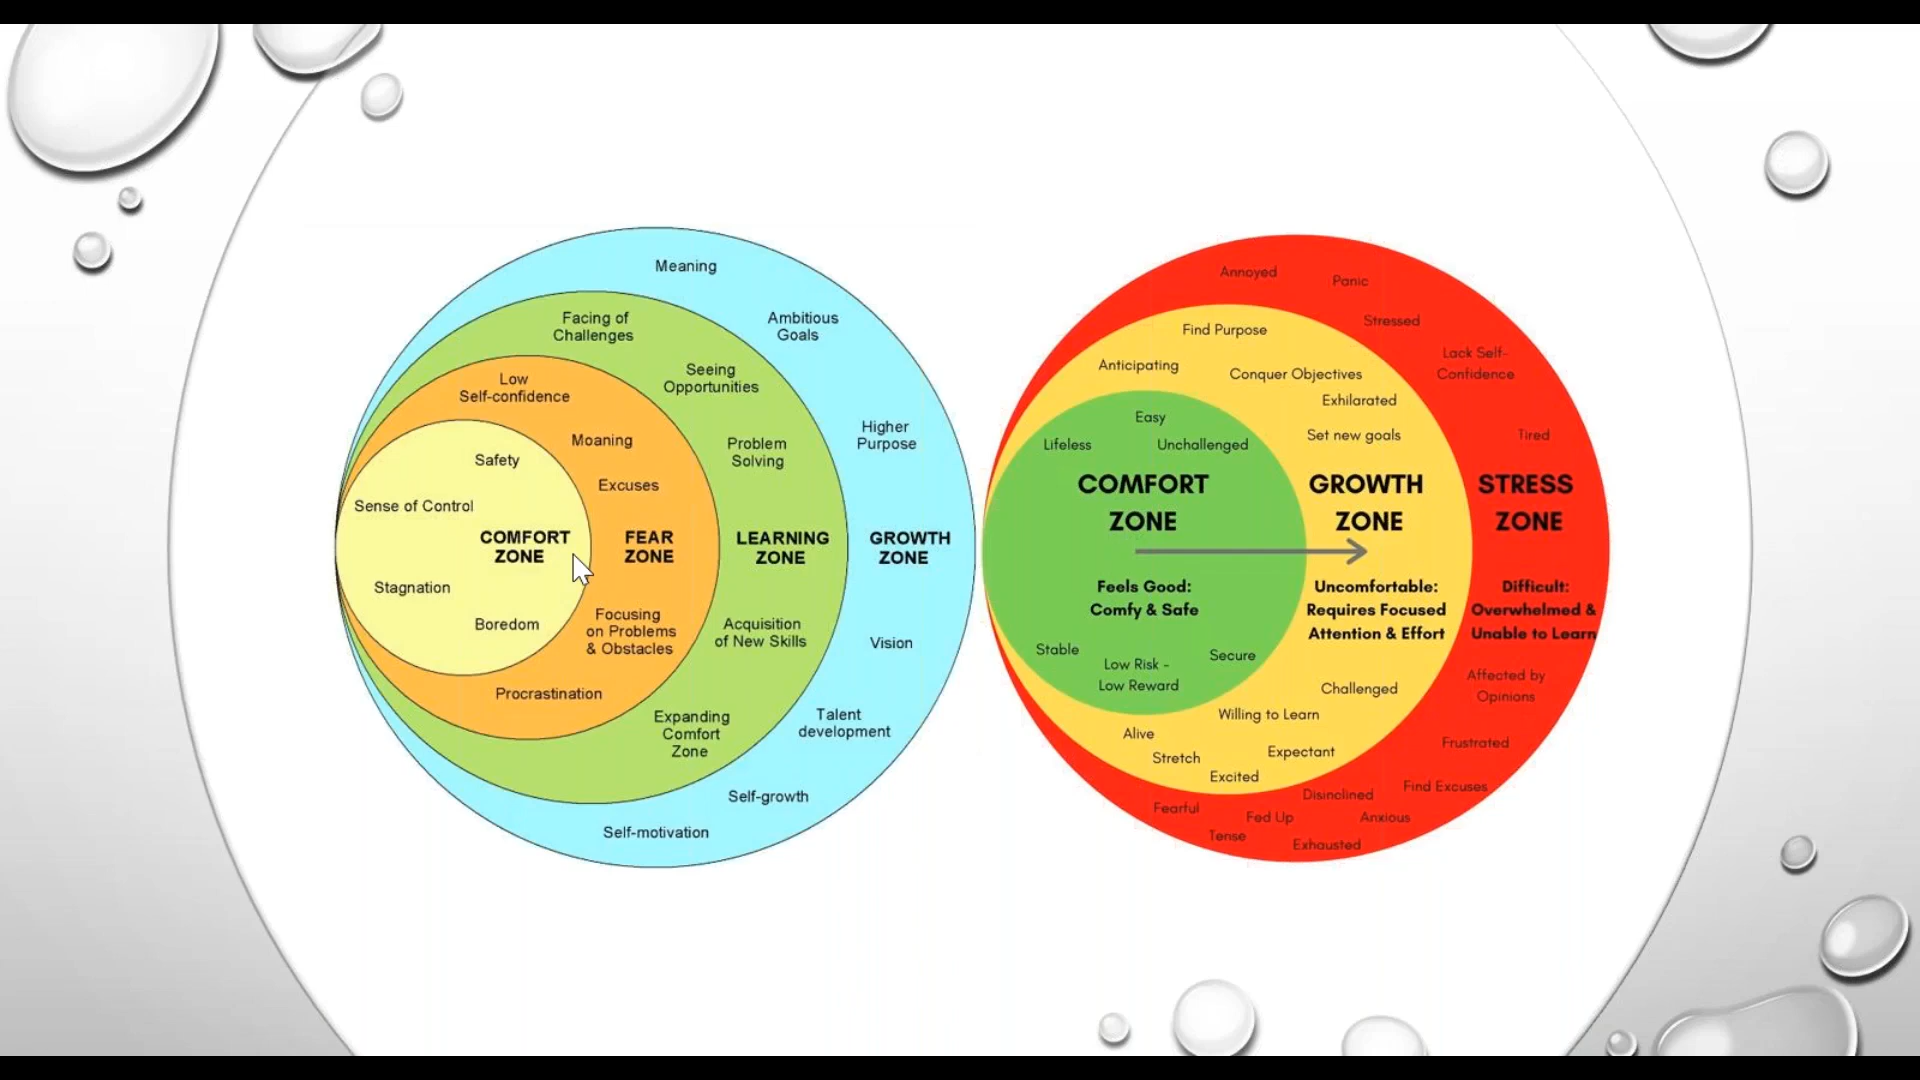 Meaning
Ambitious
Goals
Higher
Purpose
GROWTH
ZONE
Vision
Talent
development
Self-growth
Self-motivation
Facing of
Challenges
Seeing
Opportunities
Problem
Solving
LEARNING
ZONE
Acquisition
of New Skills
Expanding
Comfort
Zone
Low
Self-confidence
Moaning
Excuses
FEAR
ZONE
Focusing
on Problems
& Obstacles
Procrastination
Safety
Sense of Control
COMFORT
ZONE
Stagnation
Boredom
Easy
Lifeless
Unchallenged
COMFORT
ZONE
Feels Good:
Comfy & Safe
Stable
Secure
Low Risk -
Low Reward
Find Purpose
Anticipating
Conquer Objectives
Exhilarated
Set new goals
GROWTH
ZONE
Uncomfortable:
Requires Focused
Attention & Effort
Challenged
Willing to Learn
Alive
Expectant
Stretch
Excited
Annoyed
Panic
Stressed
Lack Self-
Confidence
Tired
STRESS
ZONE
Difficult:
Overwhelmed &
Unable to Learn
Affected by
Opinions
Frustrated
Find Excuses
Disinclined
Fearful
Fed Up
Anxious
Tense
Exhausted